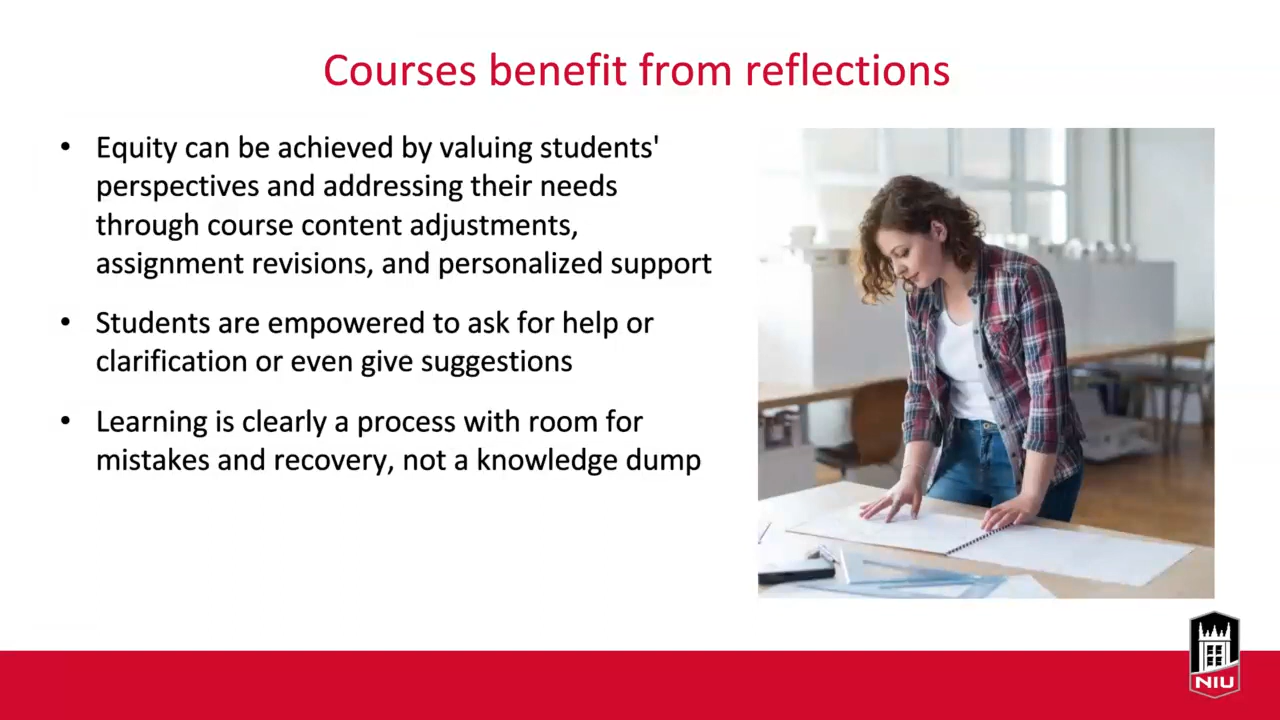 Courses benefit from reflections
• Equity can be achieved by valuing students'
perspectives and addressing their needs
through course content adjustments,
assignment revisions, and personalized support
• Students are empowered to ask for help or
clarification or even give suggestions
• Learning is clearly a process with room for
mistakes and recovery, not a knowledge dump
NIU